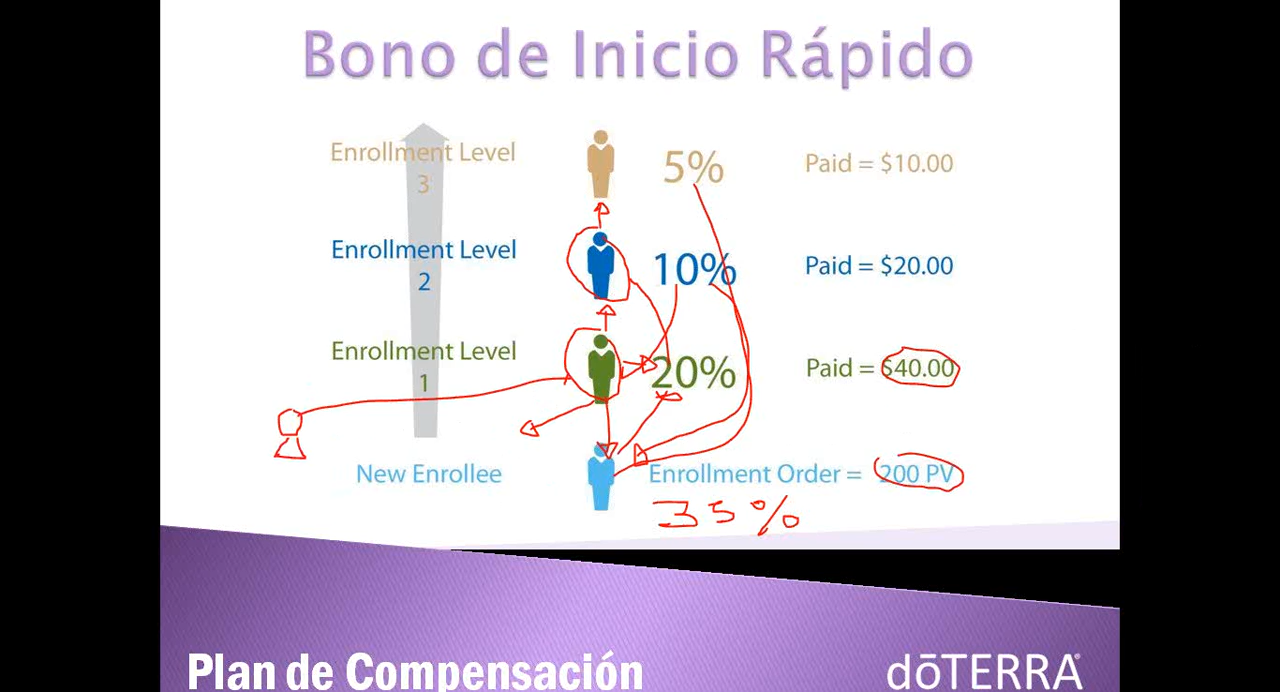 Bono de Inicio Rápido
Enrollment Level
3
5%
Paid = $10.00
Enrollment Level
2
10%
Paid = $20.00
Enrollment Level
1
20%
Paid = $40.00
New Enrollee
Enrollment Order = 200 PV
35%
Plan de Compensación
dōTERRA®